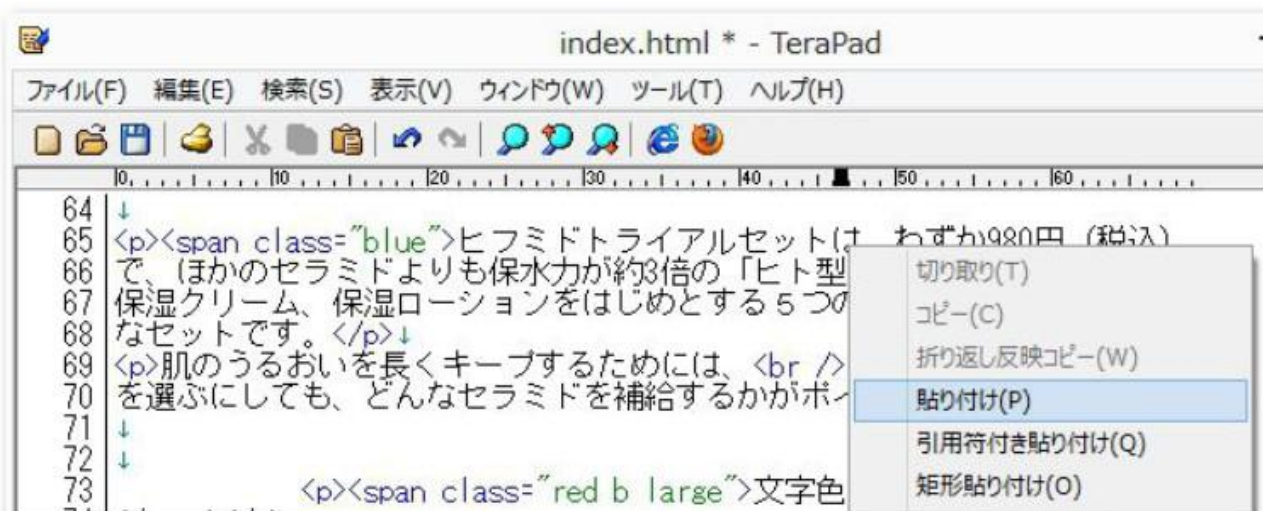 index.html * - TeraPad
ファイル(F) 編集(E) 検索(S) 表示(V) ウィンドウ(W) ツール(T) ヘルプ(H)
0 10 20 30 40 50 60
64 ↓
65 <p><span class="blue">ヒフミドトライアルセットは、わずか980円（税込）
66 で、ほかのセラミドよりも保水力が約3倍の「ヒト型
67 保湿クリーム、保湿ローションをはじめとする５つの
68 なセットです。</p>↓
69 <p>肌のうるおいを長くキープするためには、<br />
70 を選ぶにしても、どんなセラミドを補給するかがポイ
71 ↓
72 ↓
73 <p><span class="red b large">文字色
切り取り(T)
コピー(C)
折り返し反映コピー(W)
貼り付け(P)
引用符付き貼り付け(Q)
矩形貼り付け(O)